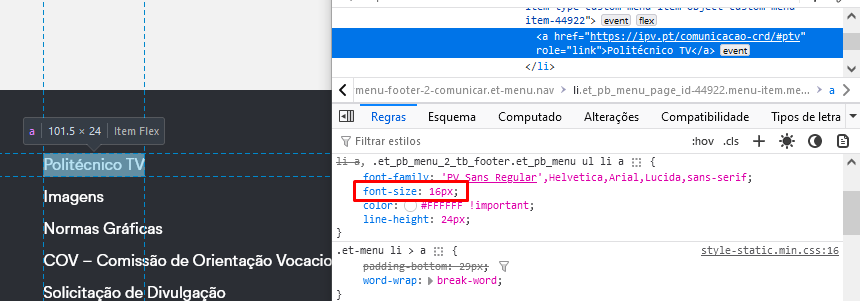 a 101.5 × 24 Item Flex
Politécnico TV
Imagens
Normas Gráficas
COV – Comissão de Orientação Vocacio
Solicitação de Divulgação
item-type-custom menu-item-object-custom menu-
item-44922"> event flex
<a href="https://ipv.pt/comunicacao-crd/#ptv"
role="link">Politécnico TV</a> event
</li>
menu-footer-2-comunicar.et-menu.nav > li.et_pb_menu_page_id-44922.menu-item.me… > a
Regras Esquema Computado Alterações Compatibilidade Tipos de letra
Filtrar estilos :hov .cls +
li a, .et_pb_menu_2_tb_footer.et_pb_menu ul li a {
font-family: 'PV Sans Regular',Helvetica,Arial,Lucida,sans-serif;
font-size: 16px;
color: #FFFFFF !important;
line-height: 24px;
}
.et-menu li > a { style-static.min.css:16
padding-bottom: 29px;
word-wrap: break-word;
}